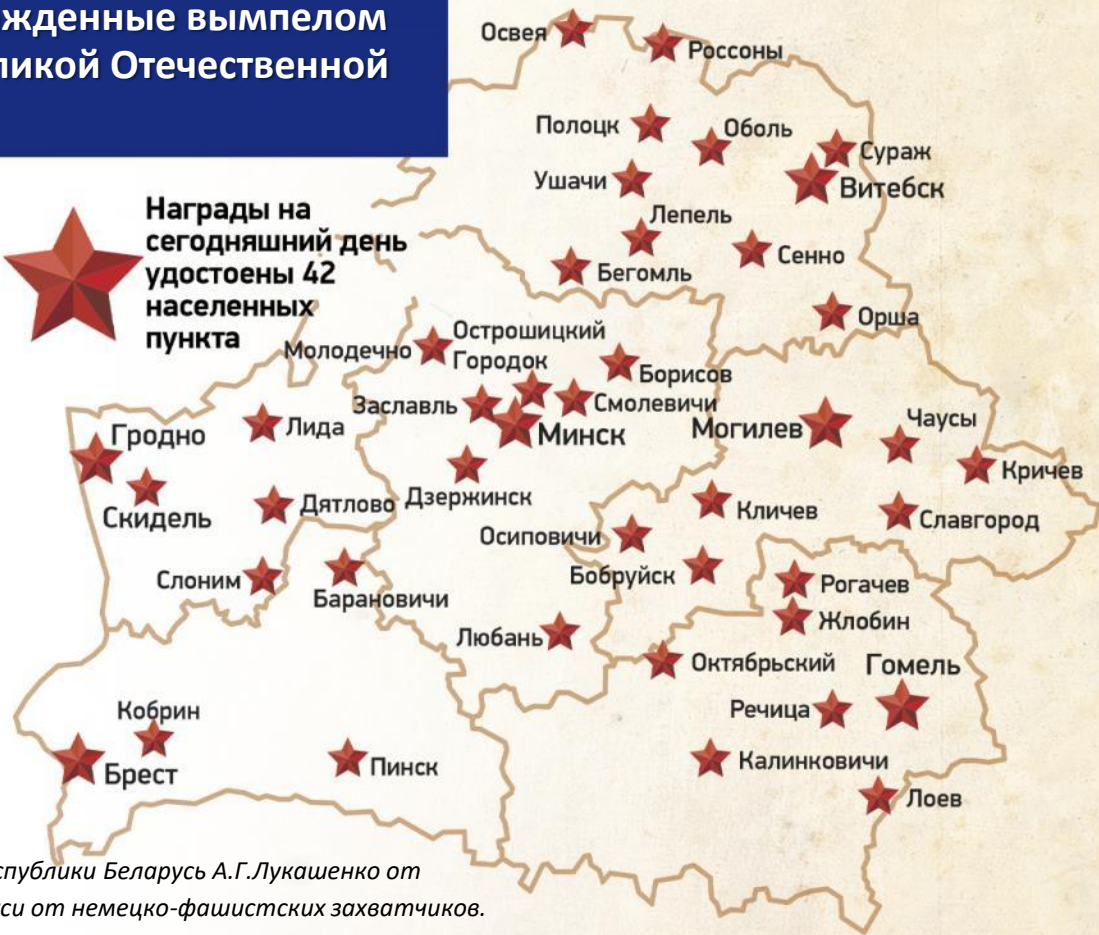 жденные вымпелом
ликой Отечественной
Награды на
сегодняшний день
удостоены 42
населенных
пункта
Освея
Россоны
Полоцк
Оболь
Сураж
Ушачи
Витебск
Лепель
Сенно
Бегомль
Орша
Острошицкий
Городок
Молодечно
Борисов
Заславль
Смолевичи
Минск
Могилев
Чаусы
Лида
Гродно
Кричев
Дзержинск
Скидель
Дятлово
Кличев
Славгород
Осиповичи
Слоним
Барановичи
Бобруйск
Рогачев
Жлобин
Любань
Октябрьский
Гомель
Речица
Кобрин
Брест
Пинск
Калинковичи
Лоев
спублики Беларусь А.Г.Лукашенко от
си от немецко-фашистских захватчиков.